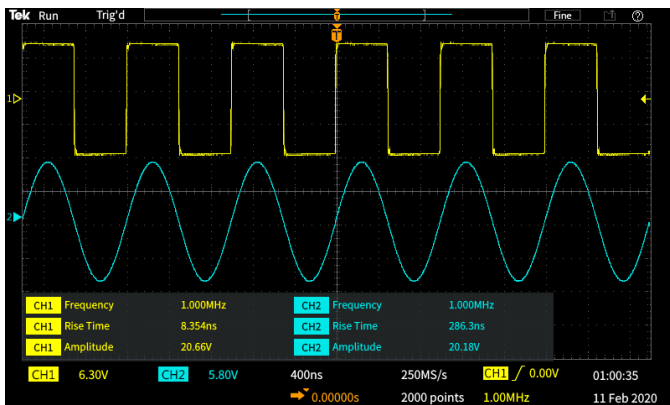 Tek Run Trig'd T Fine ?
T
1
2
CH1 Frequency 1.000MHz CH2 Frequency 1.000MHz
CH1 Rise Time 8.354ns CH2 Rise Time 286.3ns
CH1 Amplitude 20.66V CH2 Amplitude 20.18V
CH1 6.30V CH2 5.80V 400ns 250MS/s CH1 0.00V 01:00:35
0.00000s 2000 points 1.00MHz 11 Feb 2020